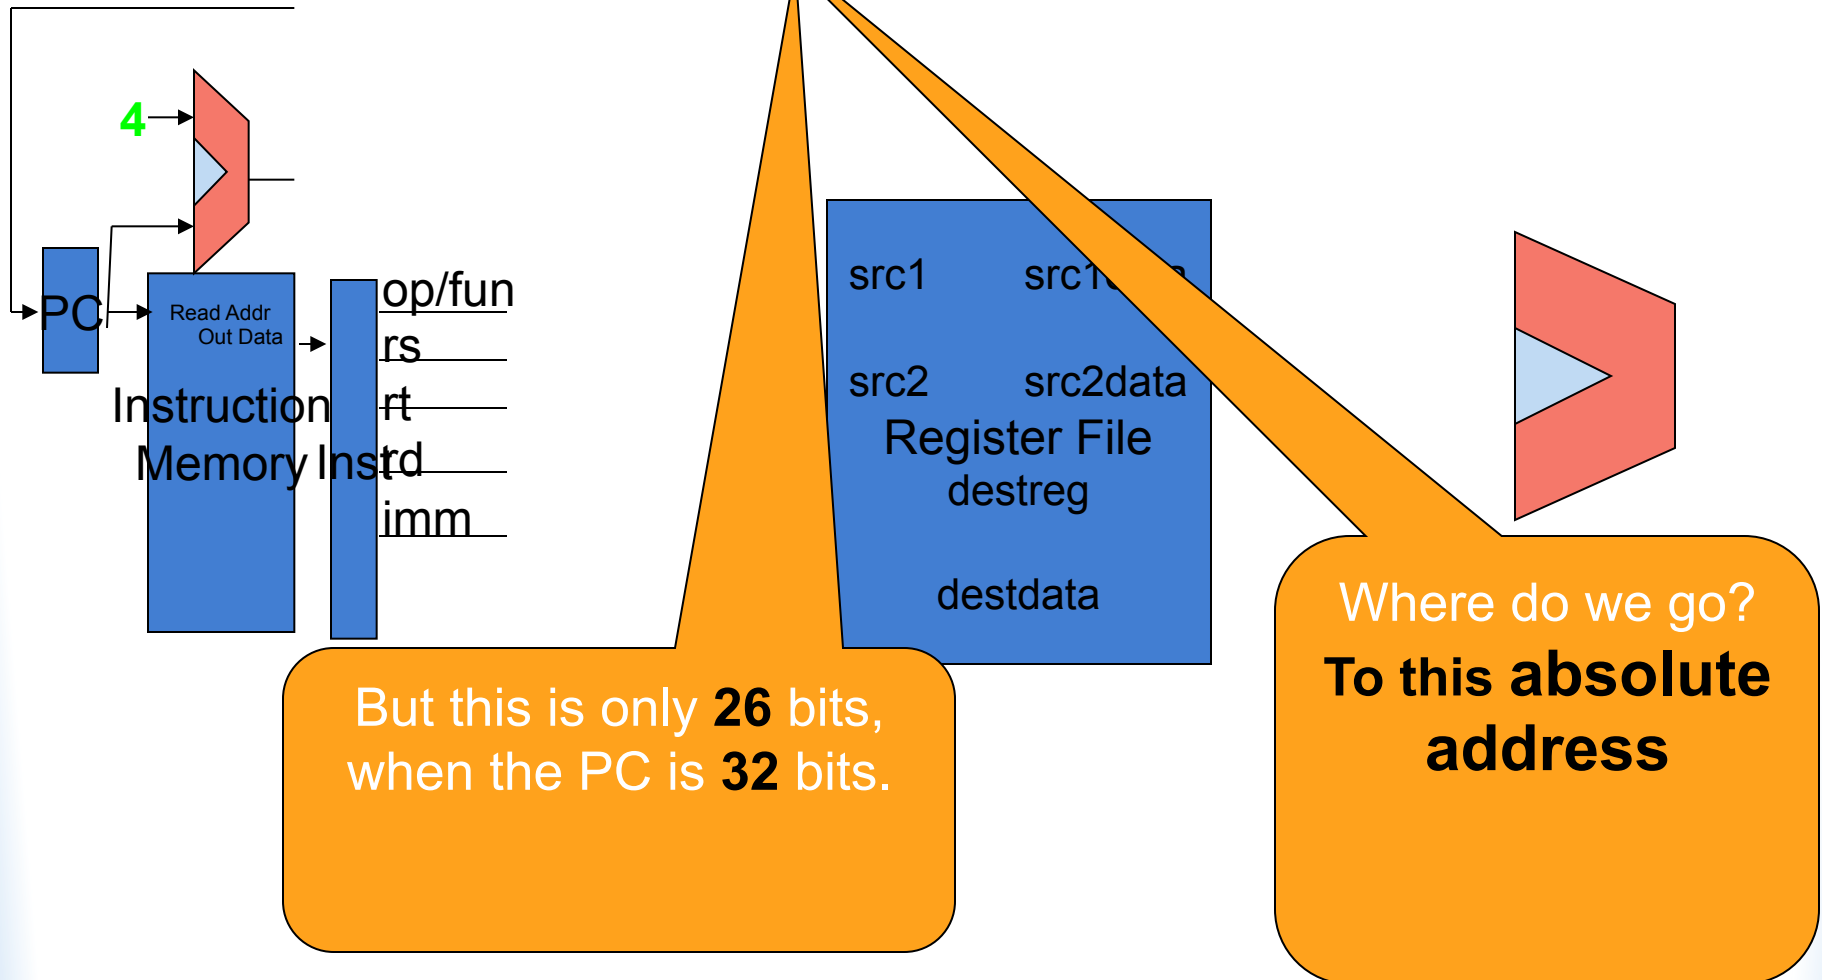 4
PC
Read Addr
Out Data
Instruction
Memory
Instr
op/fun
rs
rt
rd
imm
src1
src2
src2data
Register File
destreg
destdata
But this is only 26 bits,
when the PC is 32 bits.
Where do we go?
To this absolute
address